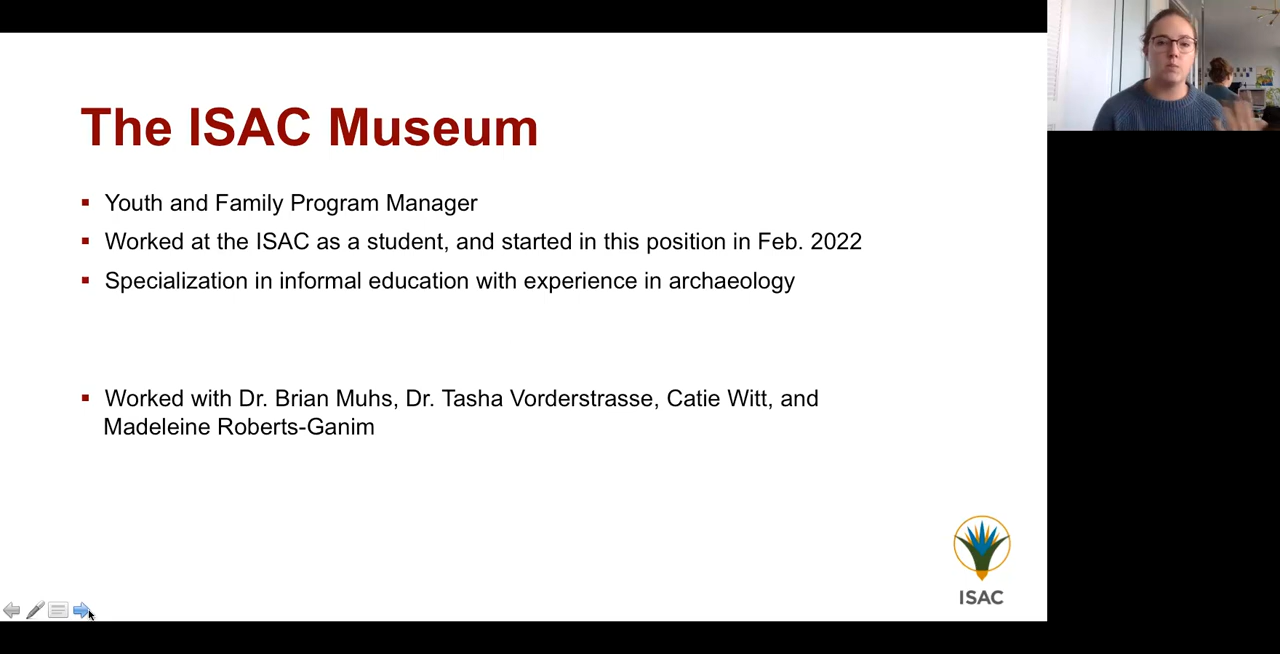 The ISAC Museum
Youth and Family Program Manager
Worked at the ISAC as a student, and started in this position in Feb. 2022
Specialization in informal education with experience in archaeology
Worked with Dr. Brian Muhs, Dr. Tasha Vorderstrasse, Catie Witt, and
Madeleine Roberts-Ganim
ISAC